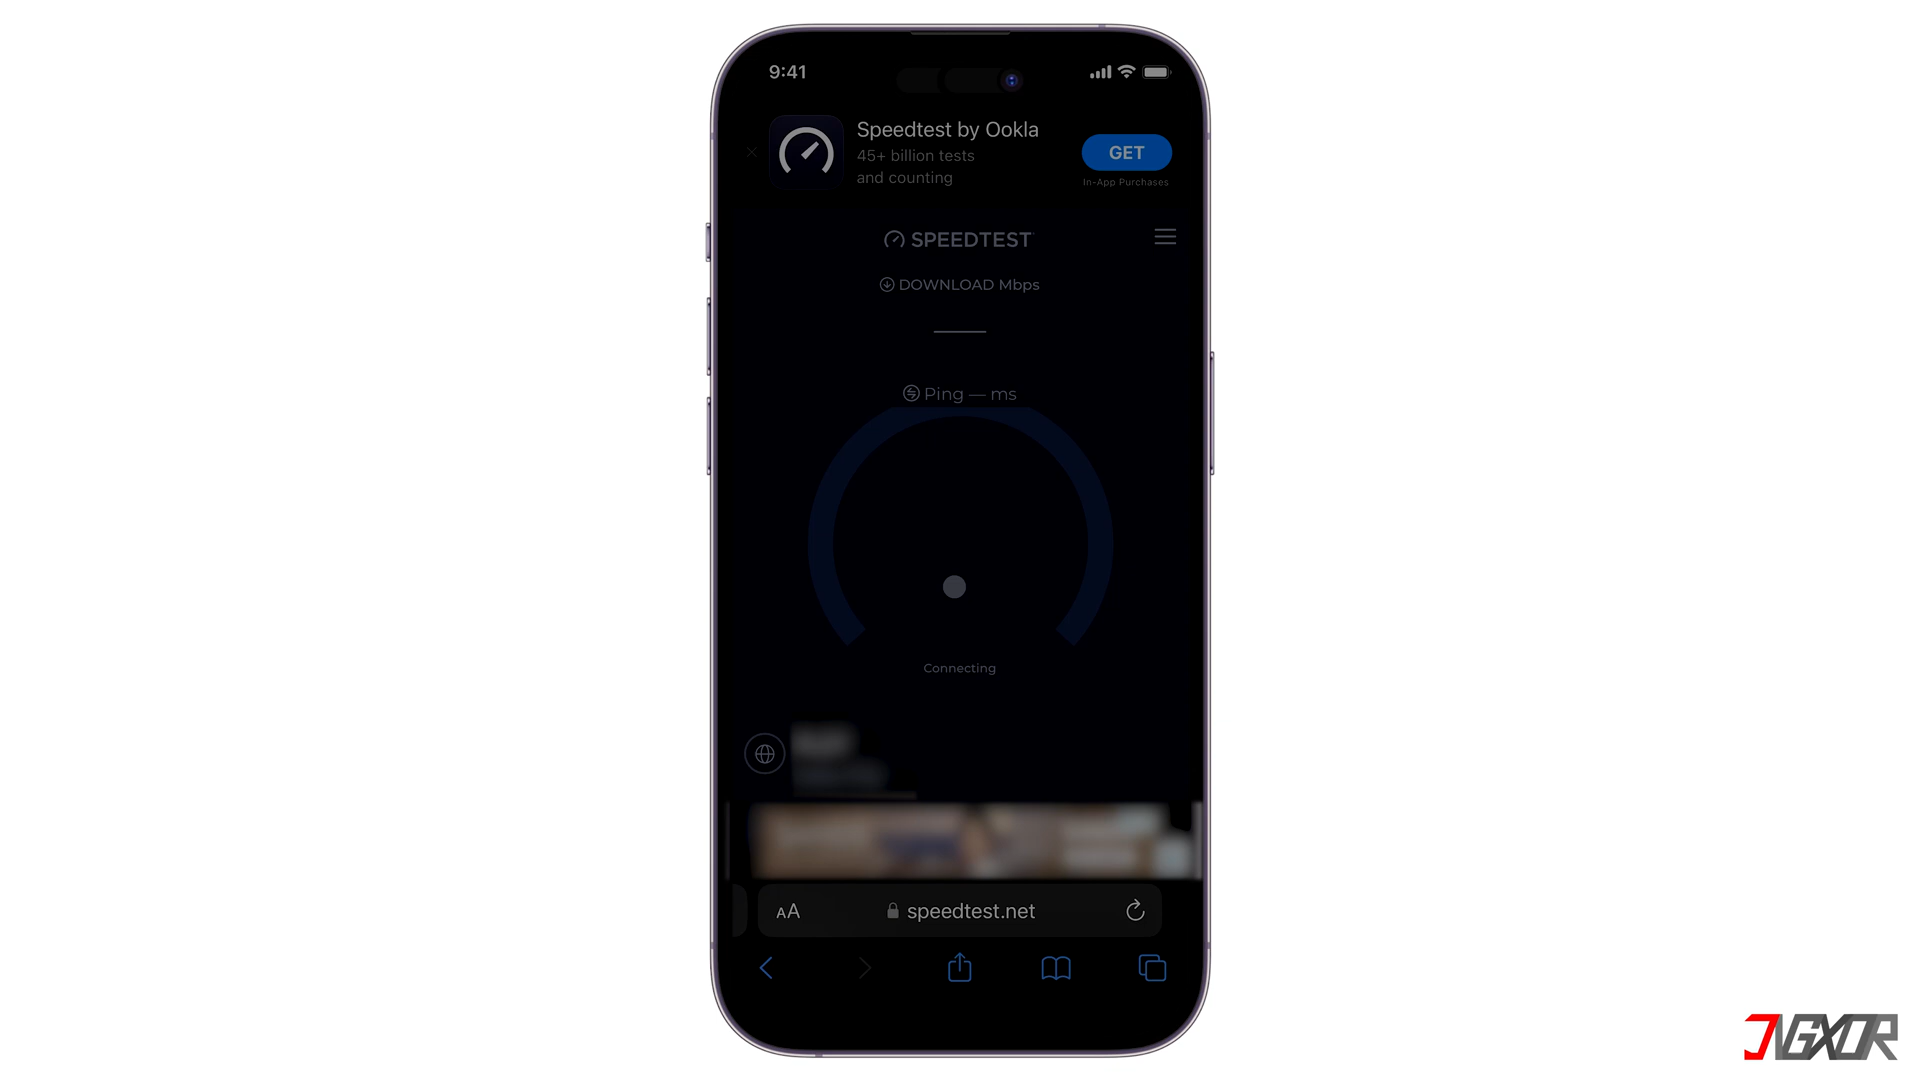 9:41
Speedtest by Ookla
45+ billion tests
and counting
GET
In-App Purchases
SPEEDTEST
DOWNLOAD Mbps
Ping — ms
Connecting
AA
speedtest.net